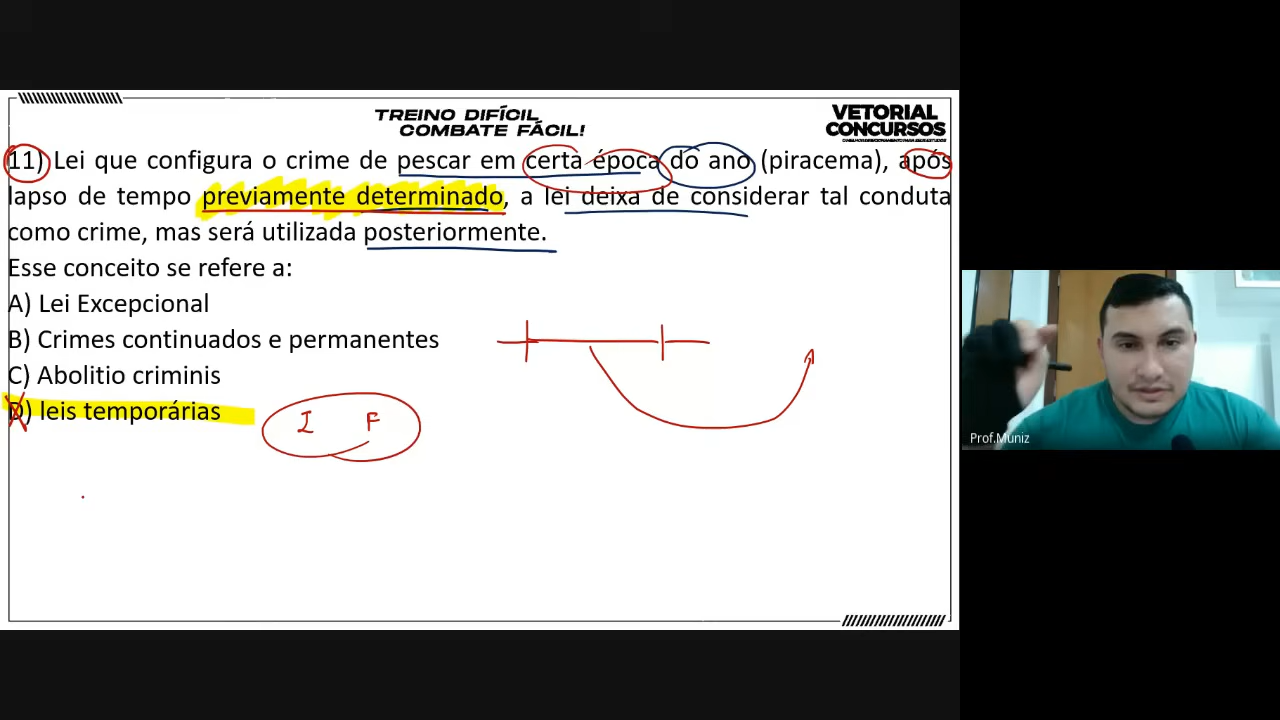 TREINO DIFÍCIL
COMBATE FÁCIL!
VETORIAL
CONCURSOS
11) Lei que configura o crime de pescar em certa época do ano (piracema), após
lapso de tempo previamente determinado, a lei deixa de considerar tal conduta
como crime, mas será utilizada posteriormente.
Esse conceito se refere a:
A) Lei Excepcional
B) Crimes continuados e permanentes
C) Abolitio criminis
D) leis temporárias
I F
Prof.Muniz